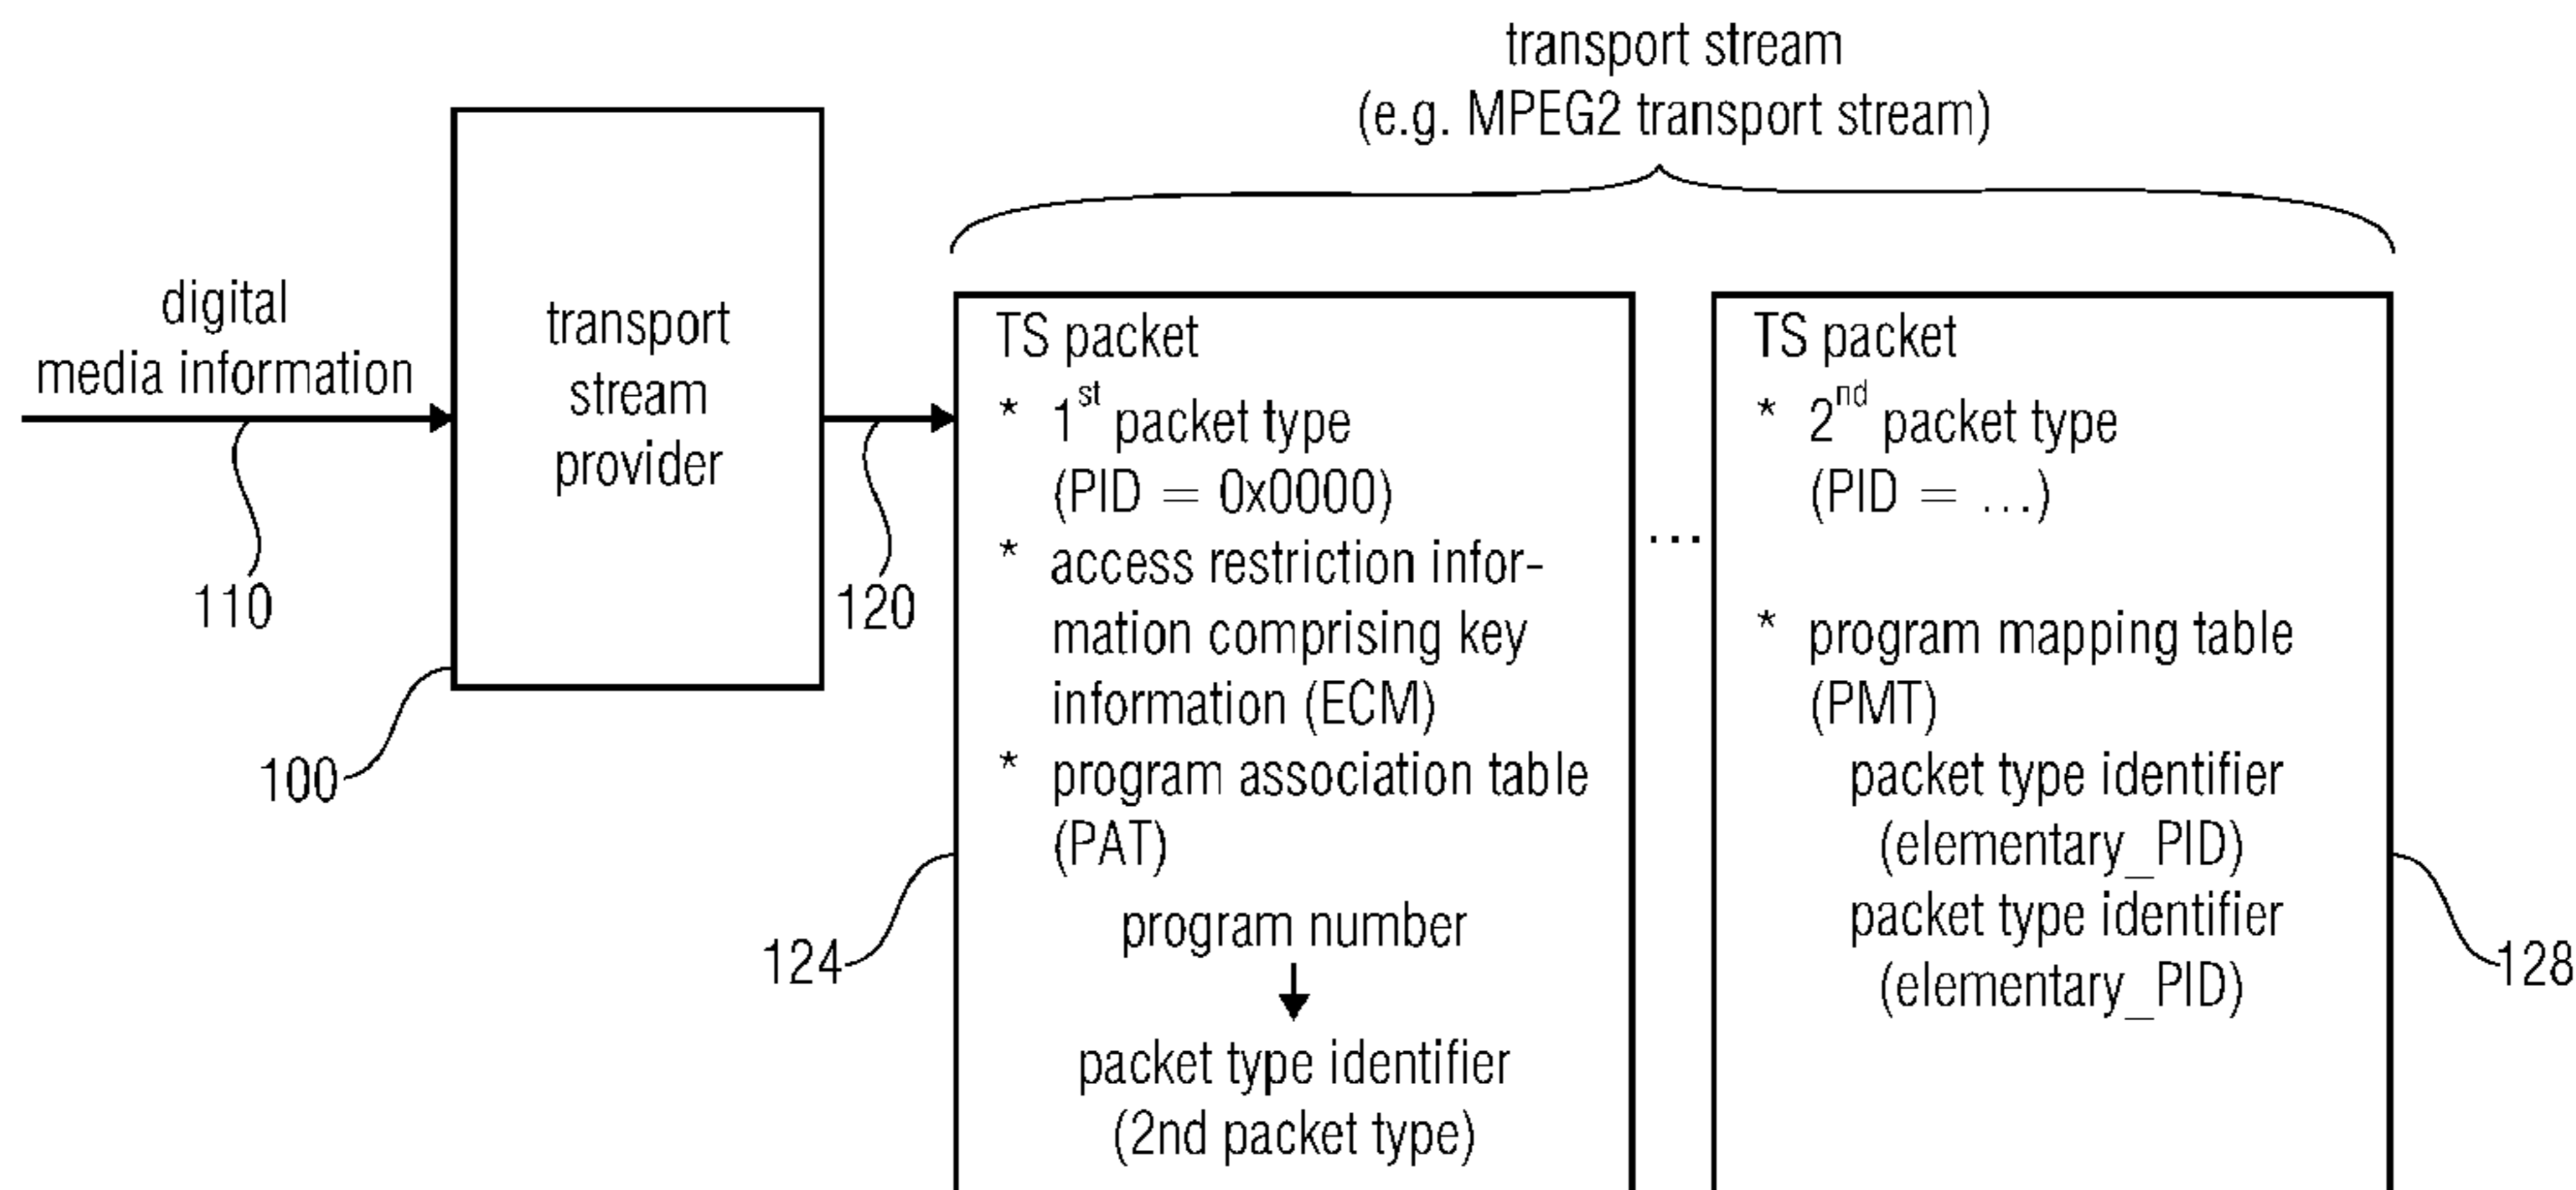 transport stream
(e.g. MPEG2 transport stream)
digital
media information
110
transport
stream
provider
100
120
TS packet
* 1st packet type
(PID = 0x0000)
* access restriction infor-
mation comprising key
information (ECM)
* program association table
(PAT)
program number
packet type identifier
(2nd packet type)
124
...
TS packet
* 2nd packet type
(PID = ...)
* program mapping table
(PMT)
packet type identifier
(elementary_PID)
packet type identifier
(elementary_PID)
128